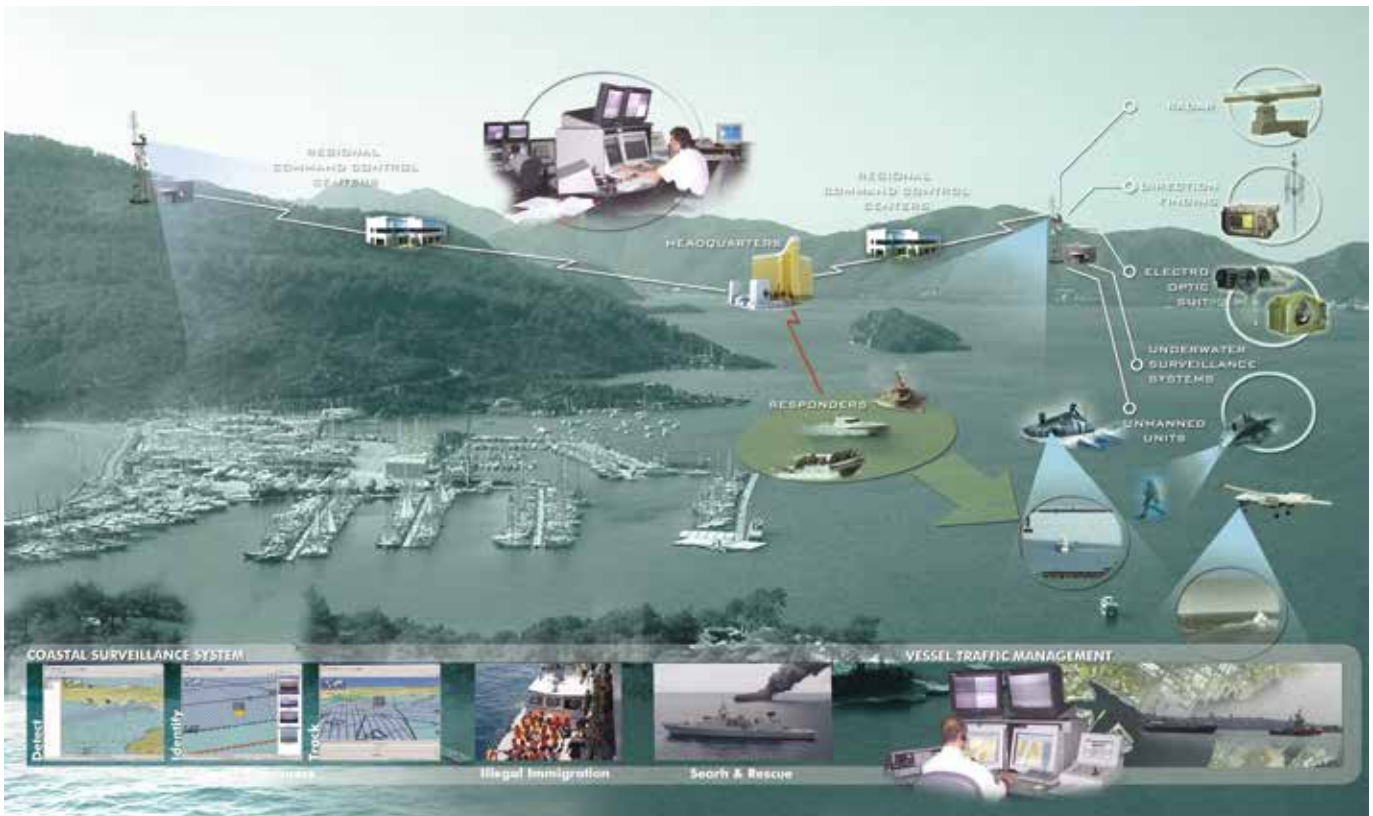 REGIONAL
COMMAND CONTROL
CENTERS
REGIONAL
COMMAND CONTROL
CENTERS
HEADQUARTERS
RESPONDERS
RADAR
DIRECTION
FINDING
ELECTRO
OPTIC
SUIT
UNDERWATER
SURVEILLANCE
SYSTEMS
UNMANNED
UNITS
COASTAL SURVEILLANCE SYSTEM
VESSEL TRAFFIC MANAGEMENT
Detect
Identify
Track
Illegal Immigration
Searh & Rescue